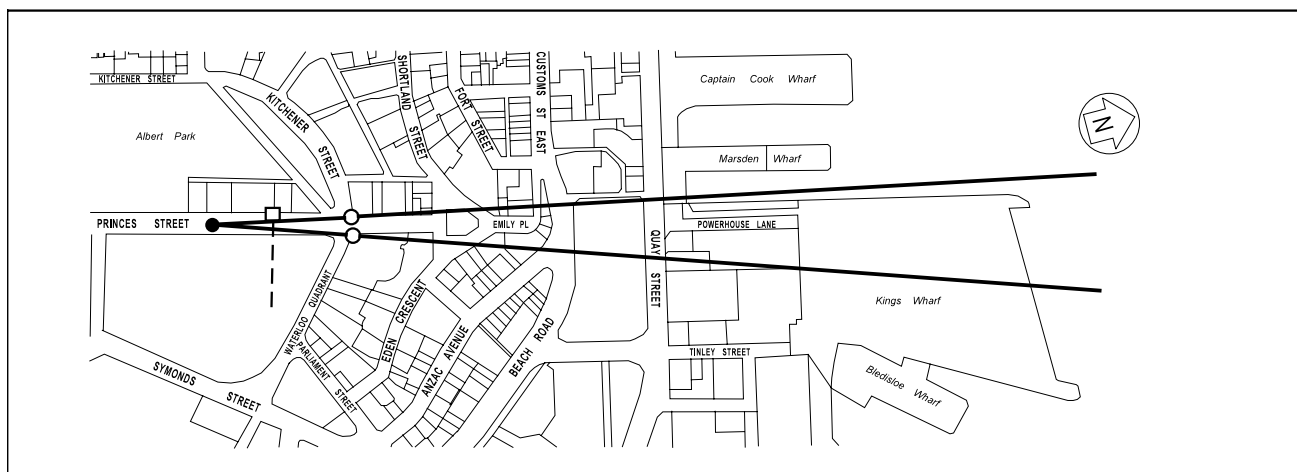 KITCHENER STREET
Albert Park
KITCHENER STREET
SHORTLAND STREET
FORT STREET
CUSTOMS ST EAST
Captain Cook Wharf
N
Marsden Wharf
PRINCES STREET
EMILY PL
POWERHOUSE LANE
QUAY STREET
Kings Wharf
WATERLOO QUADRANT
EDEN CRESCENT
ANZAC AVENUE
BEACH ROAD
TINLEY STREET
PARLIAMENT STREET
SYMONDS STREET
Bledisloe Wharf